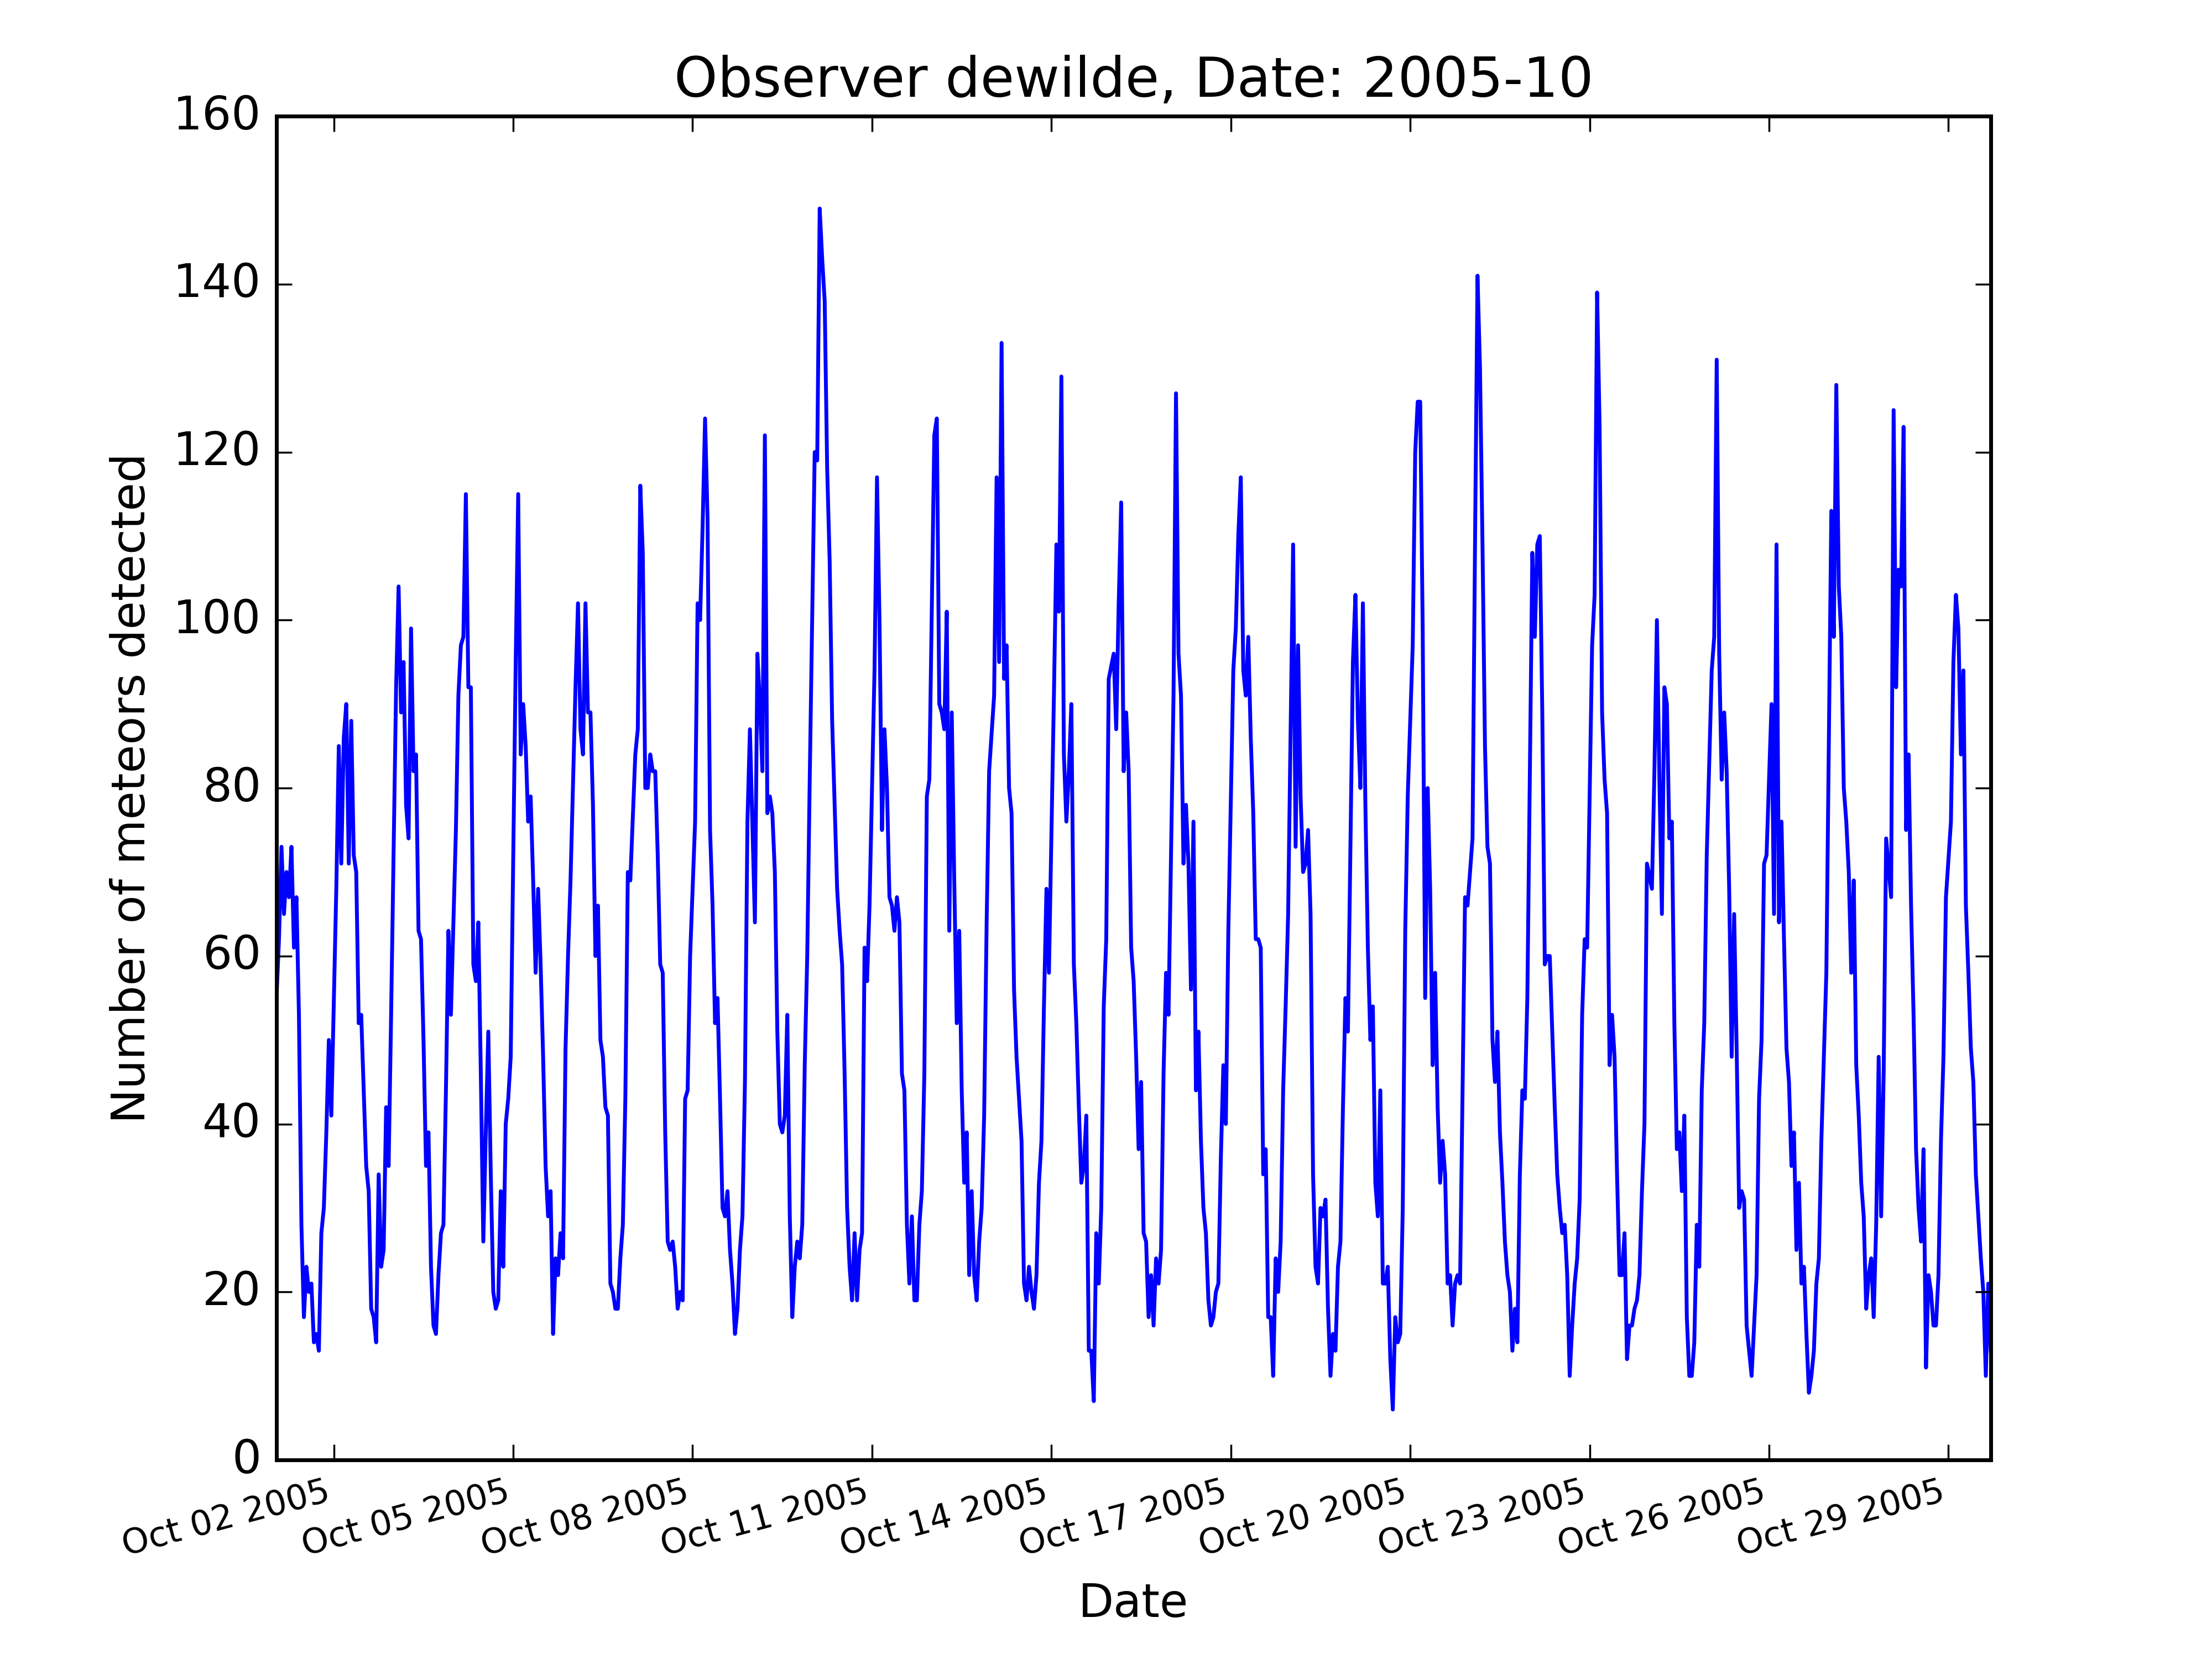 Observer dewilde, Date: 2005-10
160
140
120
100
80
60
40
20
0
Number of meteors detected
Oct 02 2005
Oct 05 2005
Oct 08 2005
Oct 11 2005
Oct 14 2005
Oct 17 2005
Oct 20 2005
Oct 23 2005
Oct 26 2005
Oct 29 2005
Date